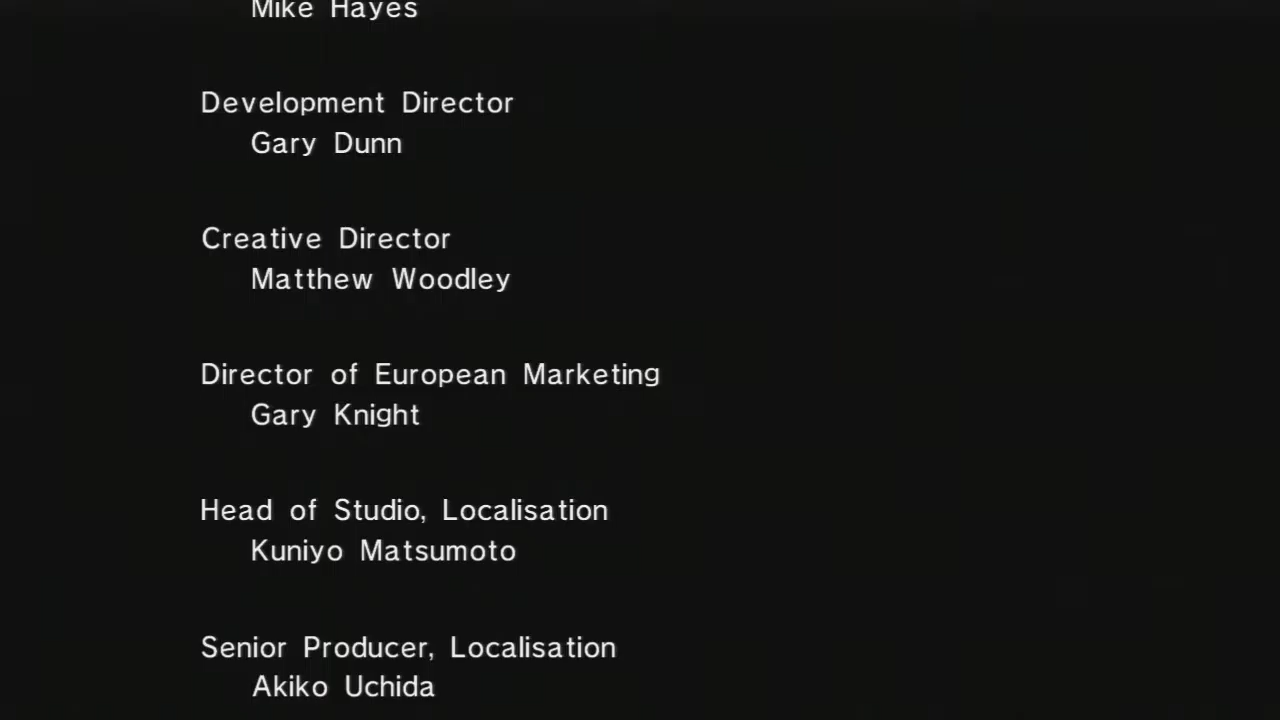 Mike Hayes
Development Director
Gary Dunn
Creative Director
Matthew Woodley
Director of European Marketing
Gary Knight
Head of Studio, Localisation
Kuniyo Matsumoto
Senior Producer, Localisation
Akiko Uchida